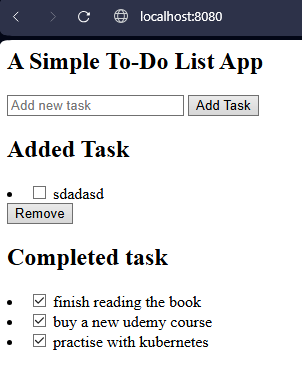 localhost:8080
A Simple To-Do List App
Add new task Add Task
Added Task
sdadasd
Remove
Completed task
finish reading the book
buy a new udemy course
practise with kubernetes